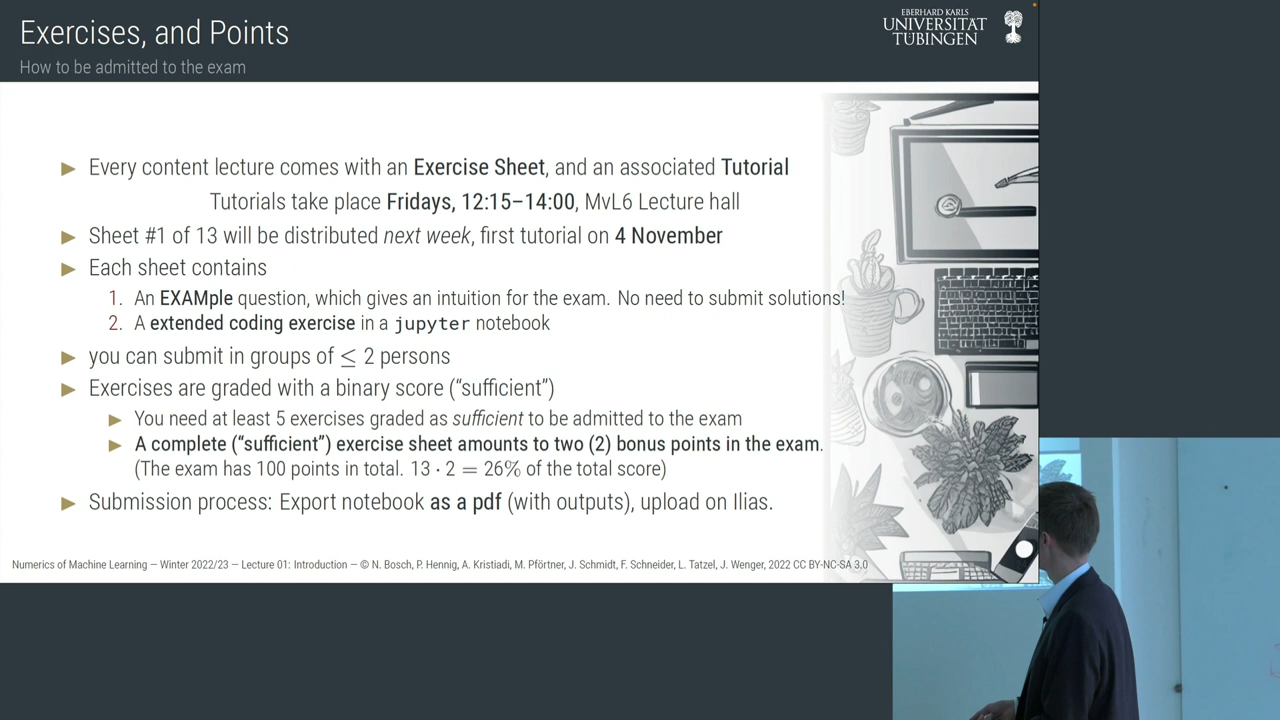 Exercises, and Points
How to be admitted to the exam
EBERHARD KARLS
UNIVERSITÄT
TÜBINGEN
▶ Every content lecture comes with an Exercise Sheet, and an associated Tutorial
Tutorials take place Fridays, 12:15–14:00, MvL6 Lecture hall
▶ Sheet #1 of 13 will be distributed next week, first tutorial on 4 November
▶ Each sheet contains
1. An EXAMple question, which gives an intuition for the exam. No need to submit solutions!
2. A extended coding exercise in a jupyter notebook
▶ you can submit in groups of ≤ 2 persons
▶ Exercises are graded with a binary score (“sufficient”)
▶ You need at least 5 exercises graded as sufficient to be admitted to the exam
▶ A complete (“sufficient”) exercise sheet amounts to two (2) bonus points in the exam.
(The exam has 100 points in total. 13 · 2 = 26% of the total score)
▶ Submission process: Export notebook as a pdf (with outputs), upload on Ilias.
Numerics of Machine Learning — Winter 2022/23 — Lecture 01: Introduction — © N. Bosch, P. Hennig, A. Kristiadi, M. Pförtner, J. Schmidt, F. Schneider, L. Tatzel, J. Wenger, 2022 CC BY-NC-SA 3.0